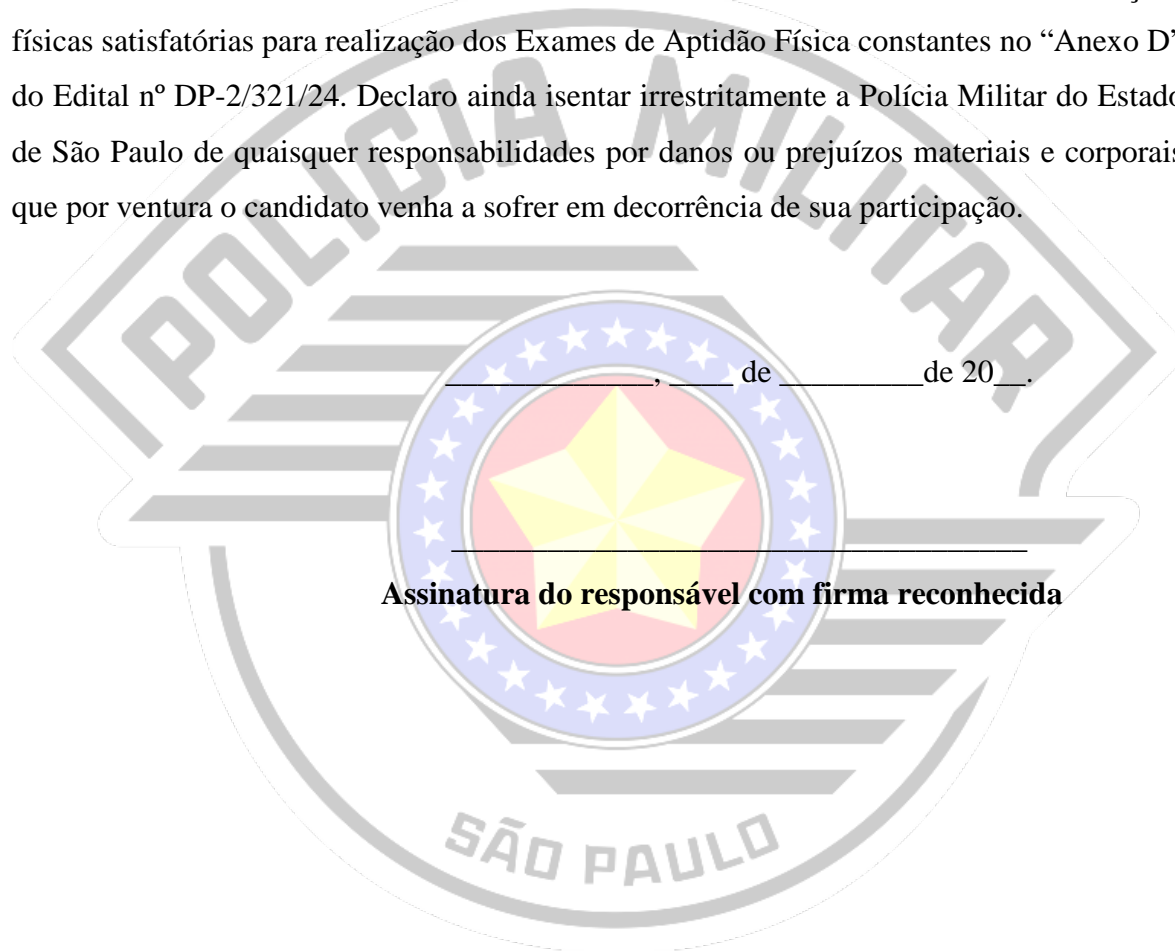 físicas satisfatórias para realização dos Exames de Aptidão Física constantes no “Anexo D”
do Edital nº DP-2/321/24. Declaro ainda isentar irrestritamente a Polícia Militar do Estado
de São Paulo de quaisquer responsabilidades por danos ou prejuízos materiais e corporais
que por ventura o candidato venha a sofrer em decorrência de sua participação.
POLÍCIA MILITAR
_____________, ____ de _________de 20__.
____________________________________
Assinatura do responsável com firma reconhecida
SÃO PAULO